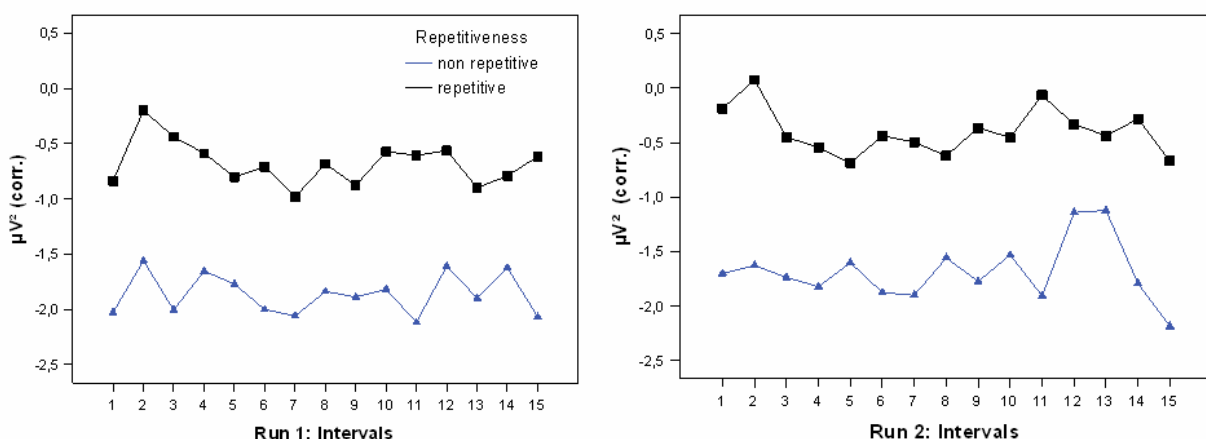 0,5
0,0
-0,5
-1,0
-1,5
-2,0
-2,5
µV² (corr.)
Repetitiveness
non repetitive
repetitive
1 2 3 4 5 6 7 8 9 10 11 12 13 14 15
Run 1: Intervals
0,5
0,0
-0,5
-1,0
-1,5
-2,0
-2,5
µV² (corr.)
1 2 3 4 5 6 7 8 9 10 11 12 13 14 15
Run 2: Intervals